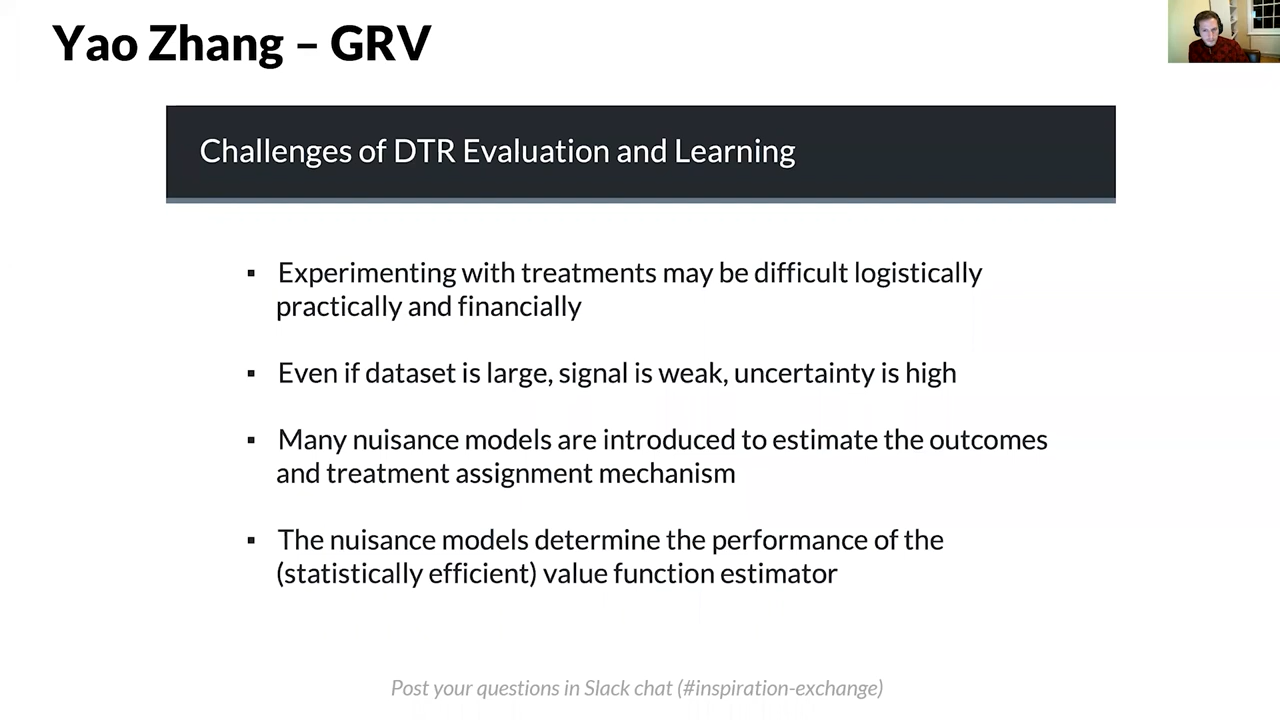 Yao Zhang – GRV
Challenges of DTR Evaluation and Learning
▪ Experimenting with treatments may be difficult logistically
practically and financially
▪ Even if dataset is large, signal is weak, uncertainty is high
▪ Many nuisance models are introduced to estimate the outcomes
and treatment assignment mechanism
▪ The nuisance models determine the performance of the
(statistically efficient) value function estimator
Post your questions in Slack chat (#inspiration-exchange)